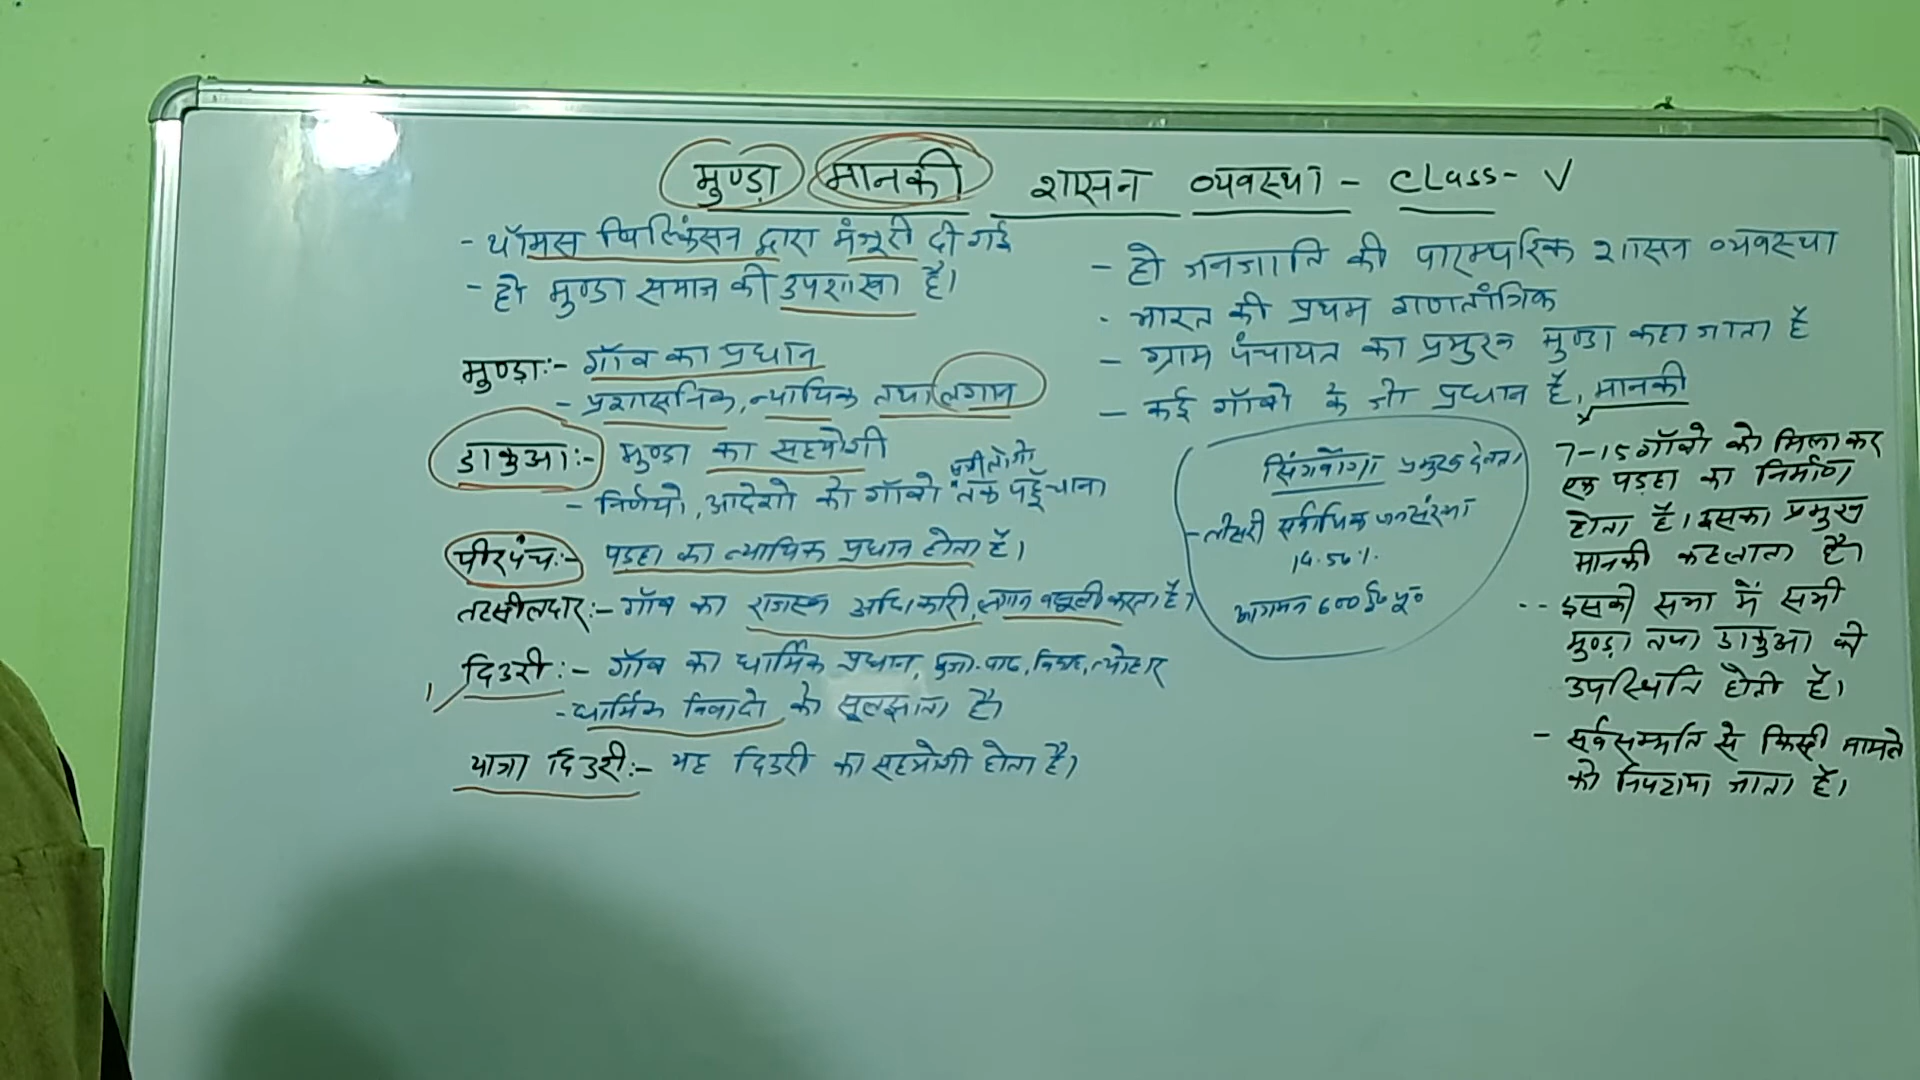 मुण्डा मानकी शासन व्यवस्था - CLass- V
- थॉमस विल्किंसन द्वारा मंजूरी दी गई
- हो मुण्डा समाज की उपशाखा है।
मुण्डा:- गाँव का प्रधान
- प्रशासनिक, न्यायिक तथा लगान
डाकुआ:- मुण्डा का सहयोगी
- निर्णयो, आदेशो को गाँवो तक पहुँचाना
पीरपंच:- पड़हा का न्यायिक प्रधान होता है।
तहसीलदार:- गाँव का राजस्व अधिकारी, लगान वसूली करता है।
दिउरी:- गाँव का धार्मिक प्रधान, पुजा-पाठ, विवाह, त्योहार
- धार्मिक विवादो को सुलझाता है।
यात्रा दिउरी:- यह दिउरी का सहयोगी होता है।
- हो जनजाति की पारम्परिक शासन व्यवस्था
- भारत की प्रथम गणतांत्रिक
- ग्राम पंचायत का प्रमुख मुण्डा कहा जाता है
- कई गाँवो के जो प्रधान है, मानकी
7-15 गाँवो को मिलाकर
एक पड़हा का निर्माण
होता है। इसका प्रमुख
मानकी कहलाता है।
-- इसकी सभा में सभी
मुण्डा तथा डाकुआ की
उपस्थिति होती है।
- सर्वसम्मति से किसी मामले
को निपटाया जाता है।
सिंगबोंगा प्रमुख देवता
- तीसरी सर्वाधिक जनसंख्या
14.56%
आगमन 600 ई० पू०